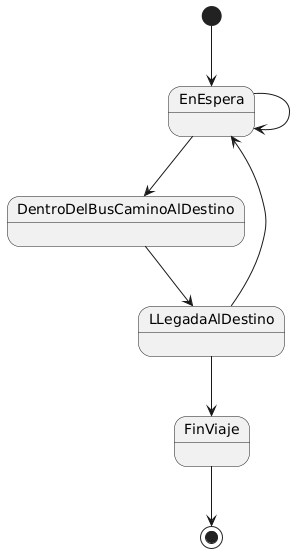 EnEspera
DentroDelBusCaminoAlDestino
LLegadaAlDestino
FinViaje